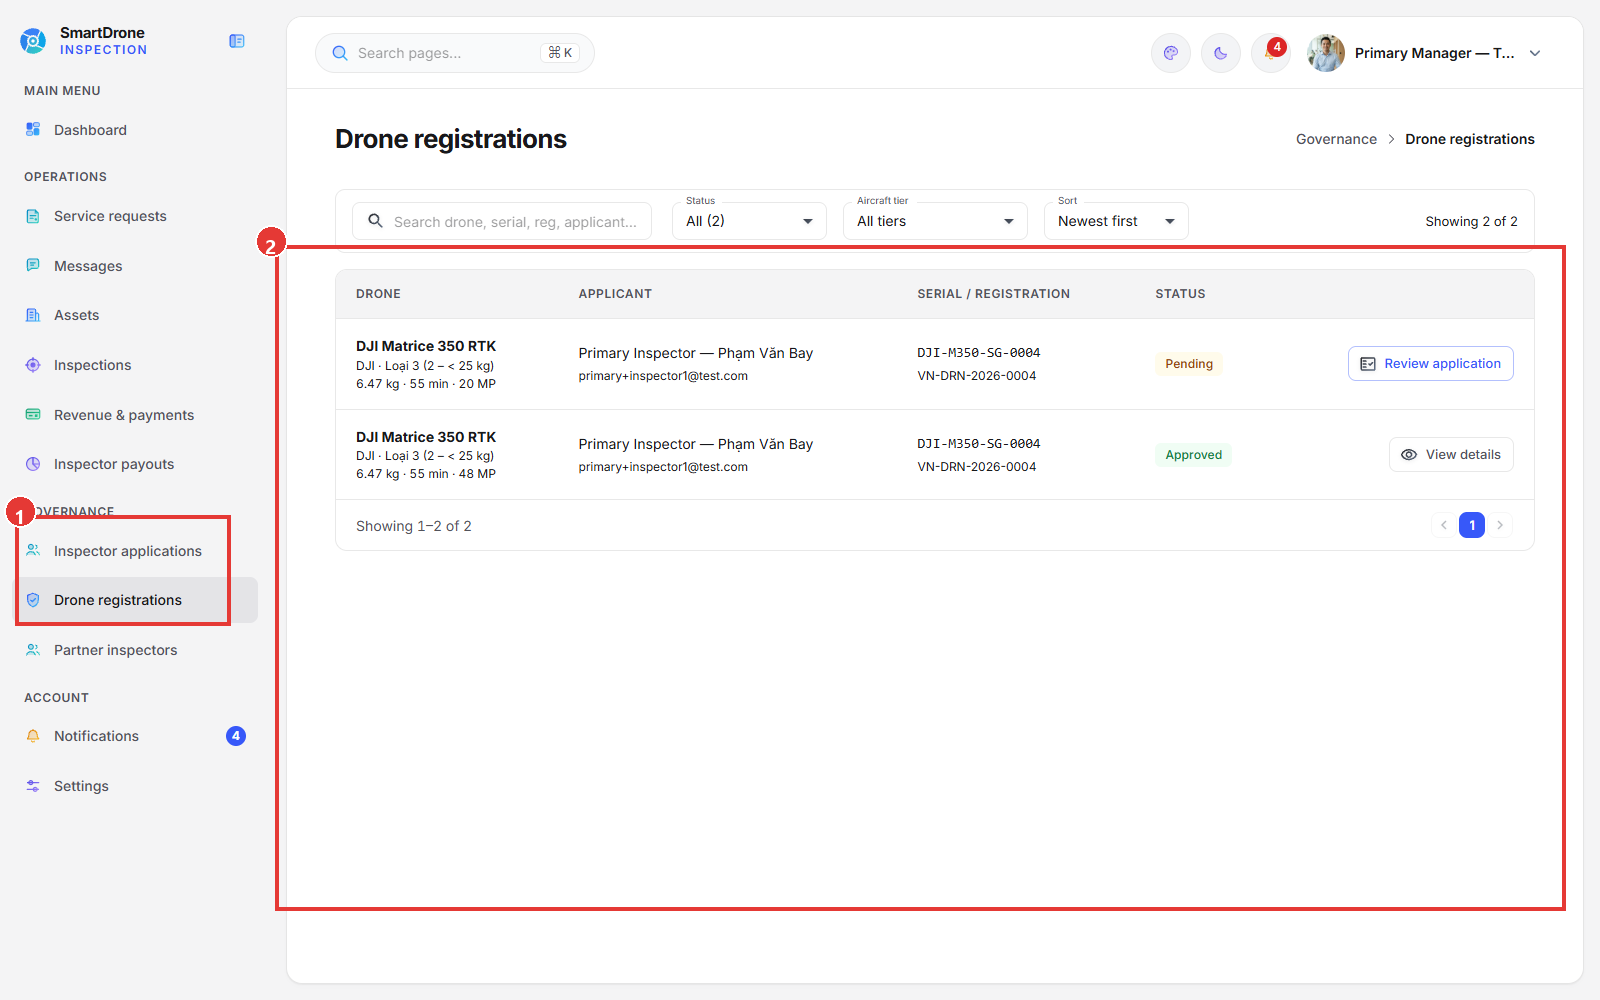 SmartDrone
INSPECTION
MAIN MENU
Dashboard
OPERATIONS
Service requests
Messages
Assets
Inspections
Revenue & payments
Inspector payouts
1
OVERNANCE
Inspector applications
Drone registrations
Partner inspectors
ACCOUNT
Notifications
4
Settings
Search pages...
⌘ K
4
Primary Manager — T...
Drone registrations
Governance > Drone registrations
Search drone, serial, reg, applicant...
Status
All (2)
Aircraft tier
All tiers
Sort
Newest first
Showing 2 of 2
2
DRONE APPLICANT SERIAL / REGISTRATION STATUS
DJI Matrice 350 RTK
DJI · Loại 3 (2 – < 25 kg)
6.47 kg · 55 min · 20 MP
Primary Inspector — Phạm Văn Bay
primary+inspector1@test.com
DJI-M350-SG-0004
VN-DRN-2026-0004
Pending
Review application
DJI Matrice 350 RTK
DJI · Loại 3 (2 – < 25 kg)
6.47 kg · 55 min · 48 MP
Primary Inspector — Phạm Văn Bay
primary+inspector1@test.com
DJI-M350-SG-0004
VN-DRN-2026-0004
Approved
View details
Showing 1–2 of 2
1